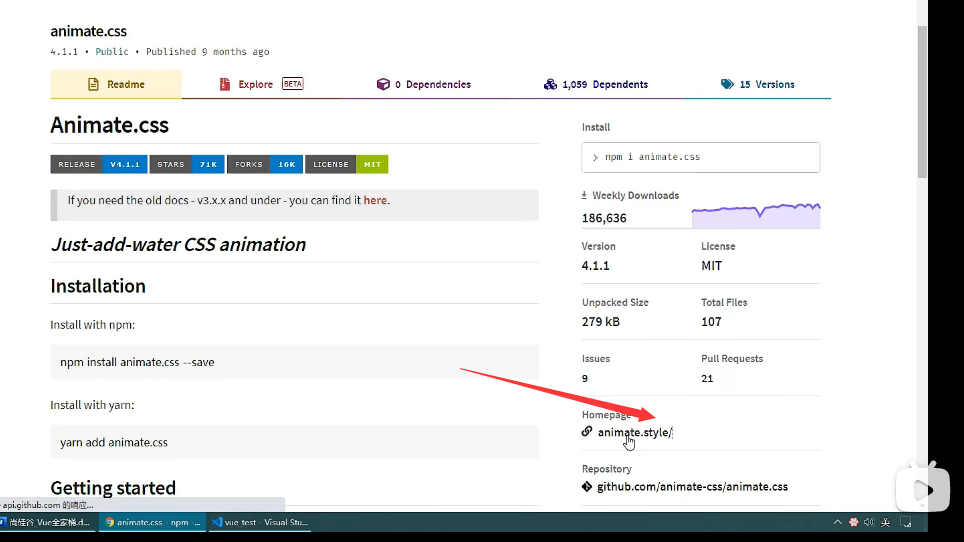 animate.css
4.1.1 • Public • Published 9 months ago
Readme
Explore BETA
0 Dependencies
1,059 Dependents
15 Versions
Animate.css
RELEASE V4.1.1 STARS 71K FORKS 16K LICENSE MIT
If you need the old docs - v3.x.x and under - you can find it here.
Just-add-water CSS animation
Installation
Install with npm:
npm install animate.css --save
Install with yarn:
yarn add animate.css
Getting started
Install
> npm i animate.css
Weekly Downloads
186,636
Version
License
4.1.1
MIT
Unpacked Size
Total Files
279 kB
107
Issues
Pull Requests
9
21
Homepage
animate.style/
Repository
github.com/animate-css/animate.css
api.github.com 的响应...
尚硅谷 Vue全家桶.d...
animate.css - npm -...
vue test - Visual Stu...
英